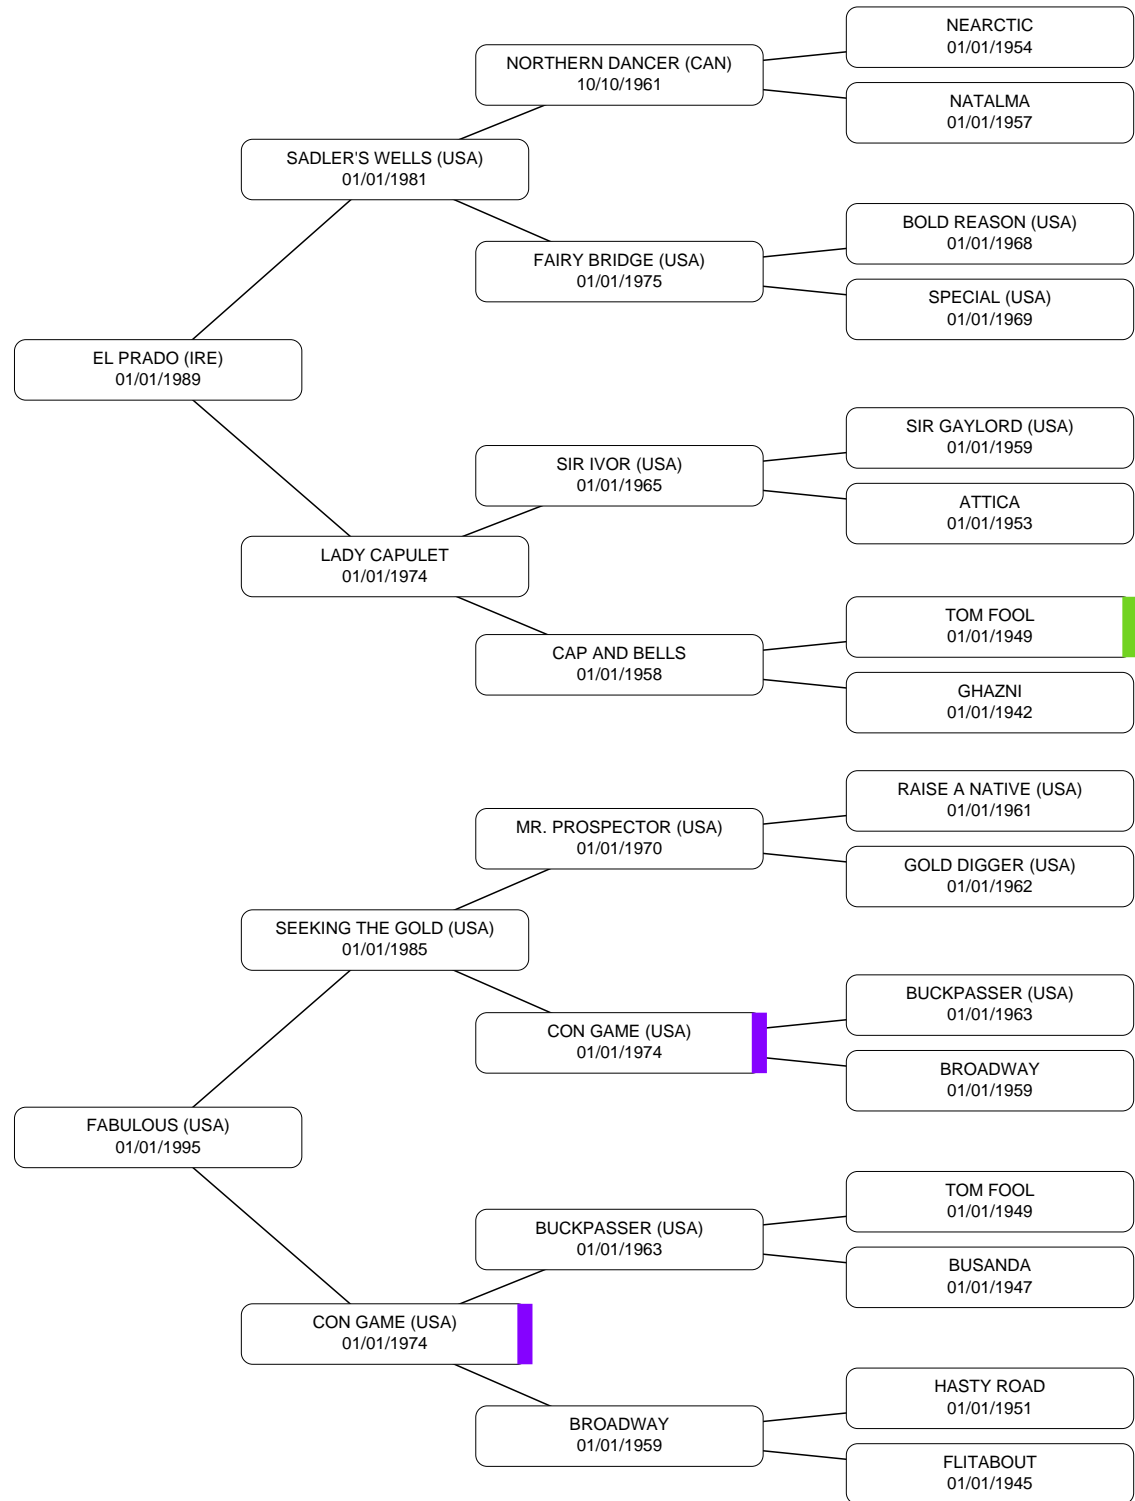 NEARCTIC
01/01/1954
NORTHERN DANCER (CAN)
10/10/1961
NATALMA
01/01/1957
SADLER'S WELLS (USA)
01/01/1981
BOLD REASON (USA)
01/01/1968
FAIRY BRIDGE (USA)
01/01/1975
SPECIAL (USA)
01/01/1969
EL PRADO (IRE)
01/01/1989
SIR GAYLORD (USA)
01/01/1959
SIR IVOR (USA)
01/01/1965
ATTICA
01/01/1953
LADY CAPULET
01/01/1974
TOM FOOL
01/01/1949
CAP AND BELLS
01/01/1958
GHAZNI
01/01/1942
RAISE A NATIVE (USA)
01/01/1961
MR. PROSPECTOR (USA)
01/01/1970
GOLD DIGGER (USA)
01/01/1962
SEEKING THE GOLD (USA)
01/01/1985
BUCKPASSER (USA)
01/01/1963
CON GAME (USA)
01/01/1974
BROADWAY
01/01/1959
FABULOUS (USA)
01/01/1995
TOM FOOL
01/01/1949
BUCKPASSER (USA)
01/01/1963
BUSANDA
01/01/1947
CON GAME (USA)
01/01/1974
HASTY ROAD
01/01/1951
BROADWAY
01/01/1959
FLITABOUT
01/01/1945